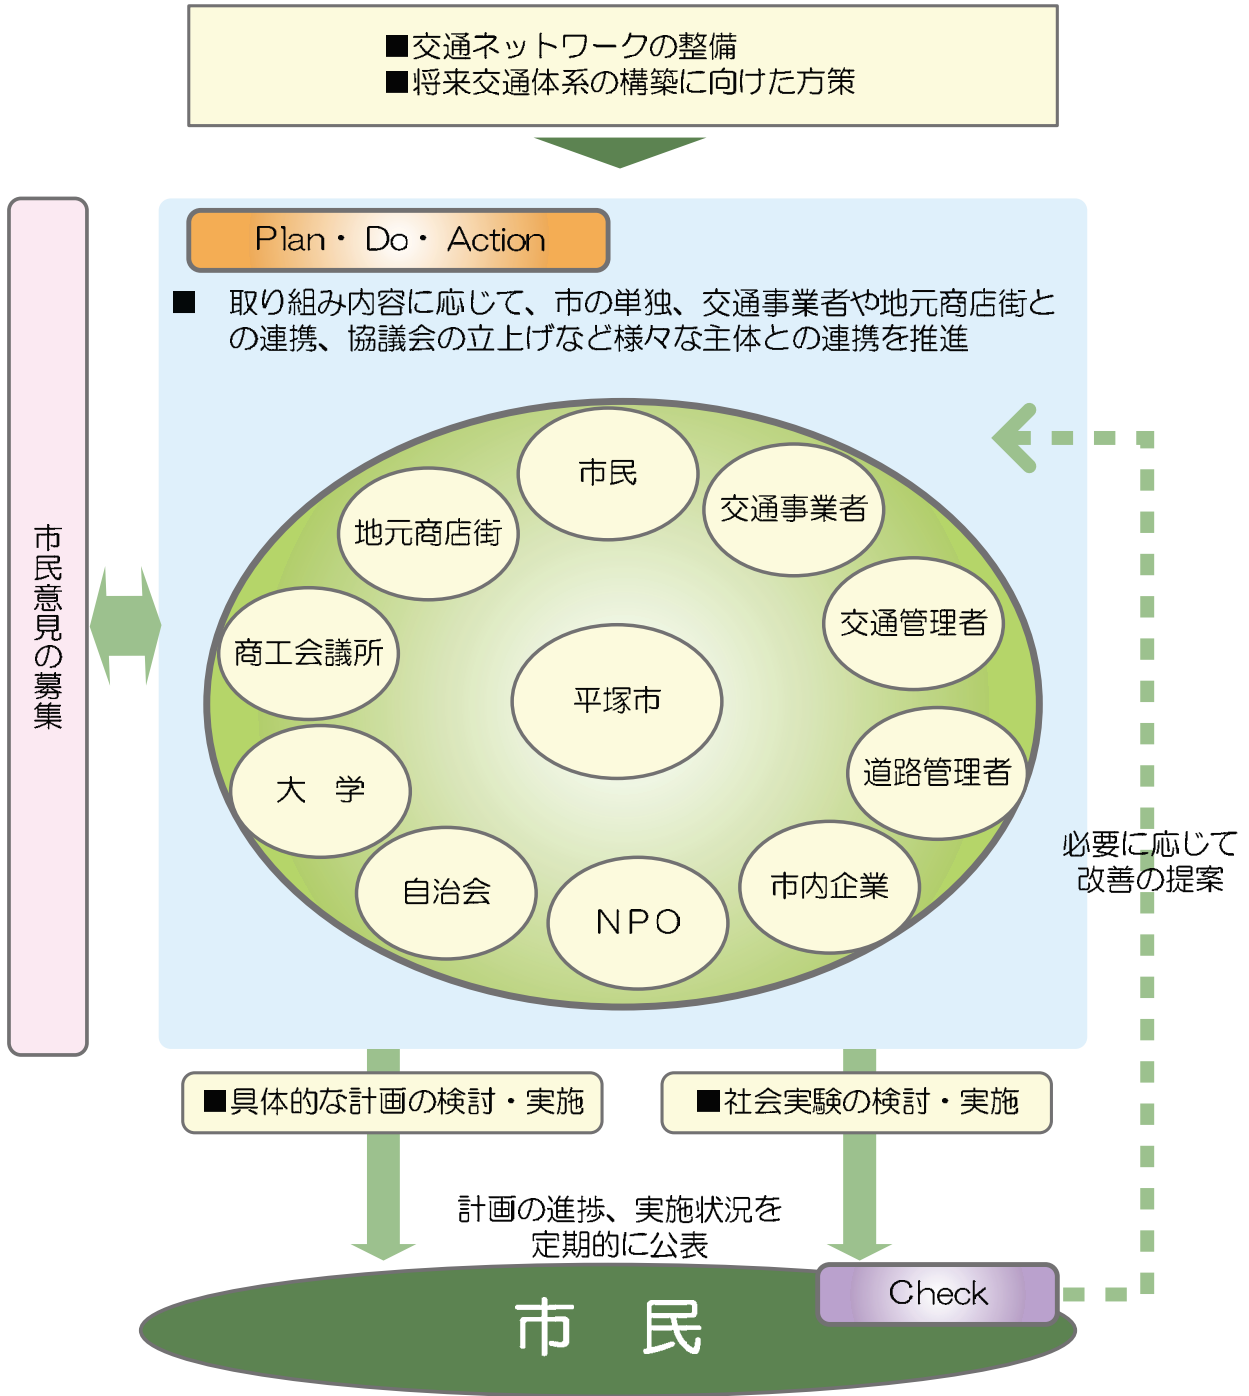 ■交通ネットワークの整備
■将来交通体系の構築に向けた方策
Plan・Do・Action
■ 取り組み内容に応じて、市の単独、交通事業者や地元商店街と
の連携、協議会の立上げなど様々な主体との連携を推進
市民意見の募集
市民
交通事業者
地元商店街
交通管理者
商工会議所
平塚市
道路管理者
大　学
市内企業
自治会
NPO
必要に応じて
改善の提案
■具体的な計画の検討・実施
■社会実験の検討・実施
計画の進捗、実施状況を
定期的に公表
Check
市　民